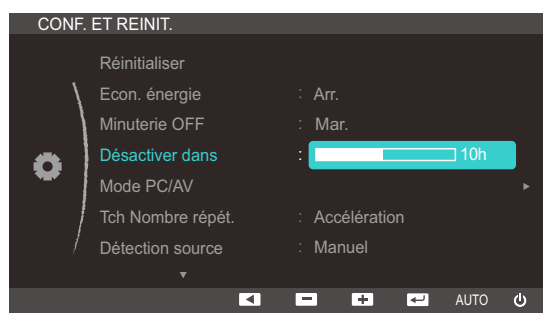 CONF. ET REINIT.
Réinitialiser
Econ. énergie : Arr.
Minuterie OFF : Mar.
Désactiver dans : 10h
Mode PC/AV
Tch Nombre répét. : Accélération
Détection source : Manuel
AUTO